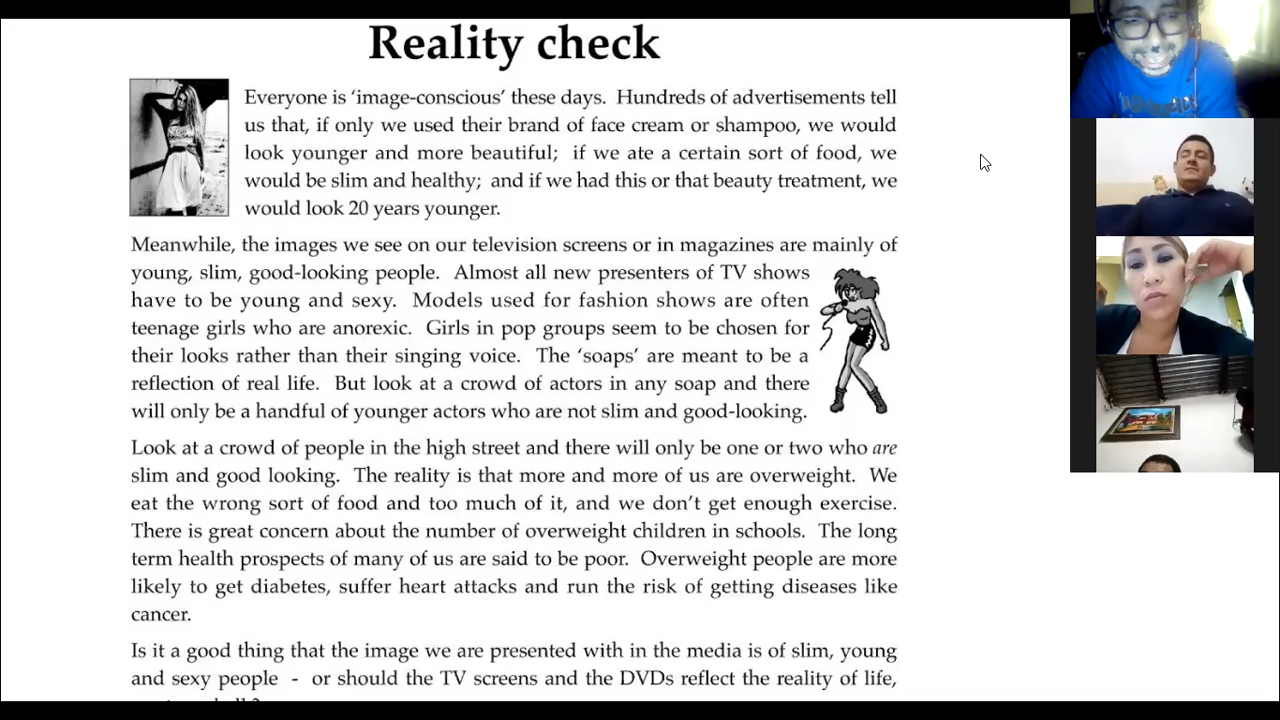 Reality check
Everyone is ‘image-conscious’ these days. Hundreds of advertisements tell
us that, if only we used their brand of face cream or shampoo, we would
look younger and more beautiful; if we ate a certain sort of food, we
would be slim and healthy; and if we had this or that beauty treatment, we
would look 20 years younger.
Meanwhile, the images we see on our television screens or in magazines are mainly of
young, slim, good-looking people. Almost all new presenters of TV shows
have to be young and sexy. Models used for fashion shows are often
teenage girls who are anorexic. Girls in pop groups seem to be chosen for
their looks rather than their singing voice. The ‘soaps’ are meant to be a
reflection of real life. But look at a crowd of actors in any soap and there
will only be a handful of younger actors who are not slim and good-looking.
Look at a crowd of people in the high street and there will only be one or two who are
slim and good looking. The reality is that more and more of us are overweight. We
eat the wrong sort of food and too much of it, and we don’t get enough exercise.
There is great concern about the number of overweight children in schools. The long
term health prospects of many of us are said to be poor. Overweight people are more
likely to get diabetes, suffer heart attacks and run the risk of getting diseases like
cancer.
Is it a good thing that the image we are presented with in the media is of slim, young
and sexy people - or should the TV screens and the DVDs reflect the reality of life,